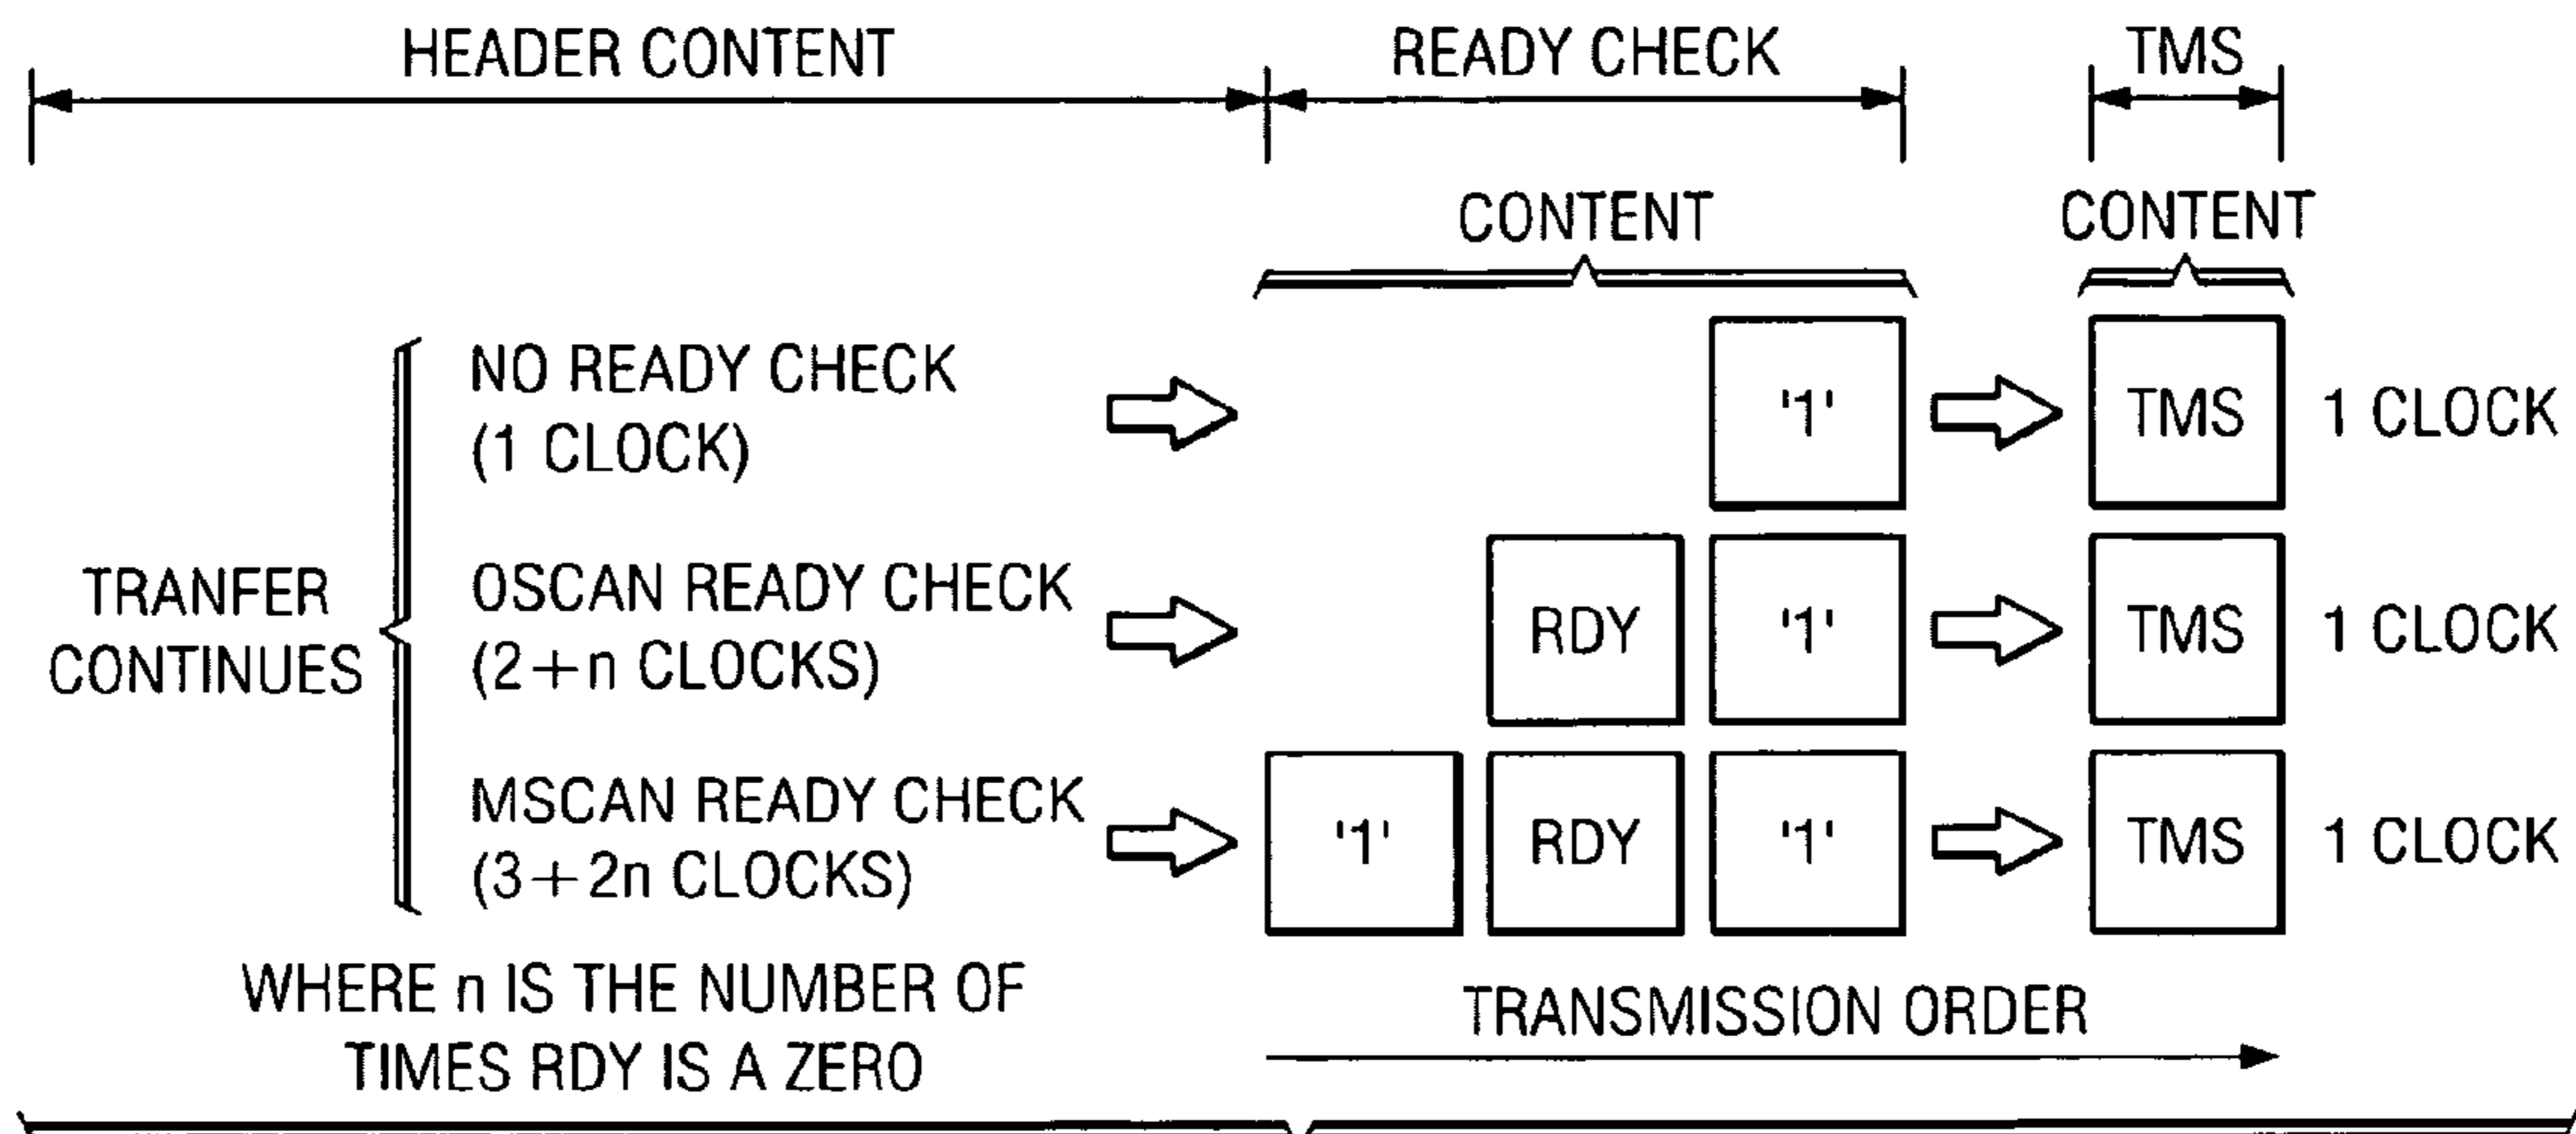 HEADER CONTENT
READY CHECK
TMS
CONTENT
CONTENT
NO READY CHECK
(1 CLOCK)
'1'
TMS
1 CLOCK
TRANFER
CONTINUES
OSCAN READY CHECK
(2+n CLOCKS)
RDY
'1'
TMS
1 CLOCK
MSCAN READY CHECK
(3+2n CLOCKS)
'1'
RDY
'1'
TMS
1 CLOCK
WHERE n IS THE NUMBER OF
TIMES RDY IS A ZERO
TRANSMISSION ORDER